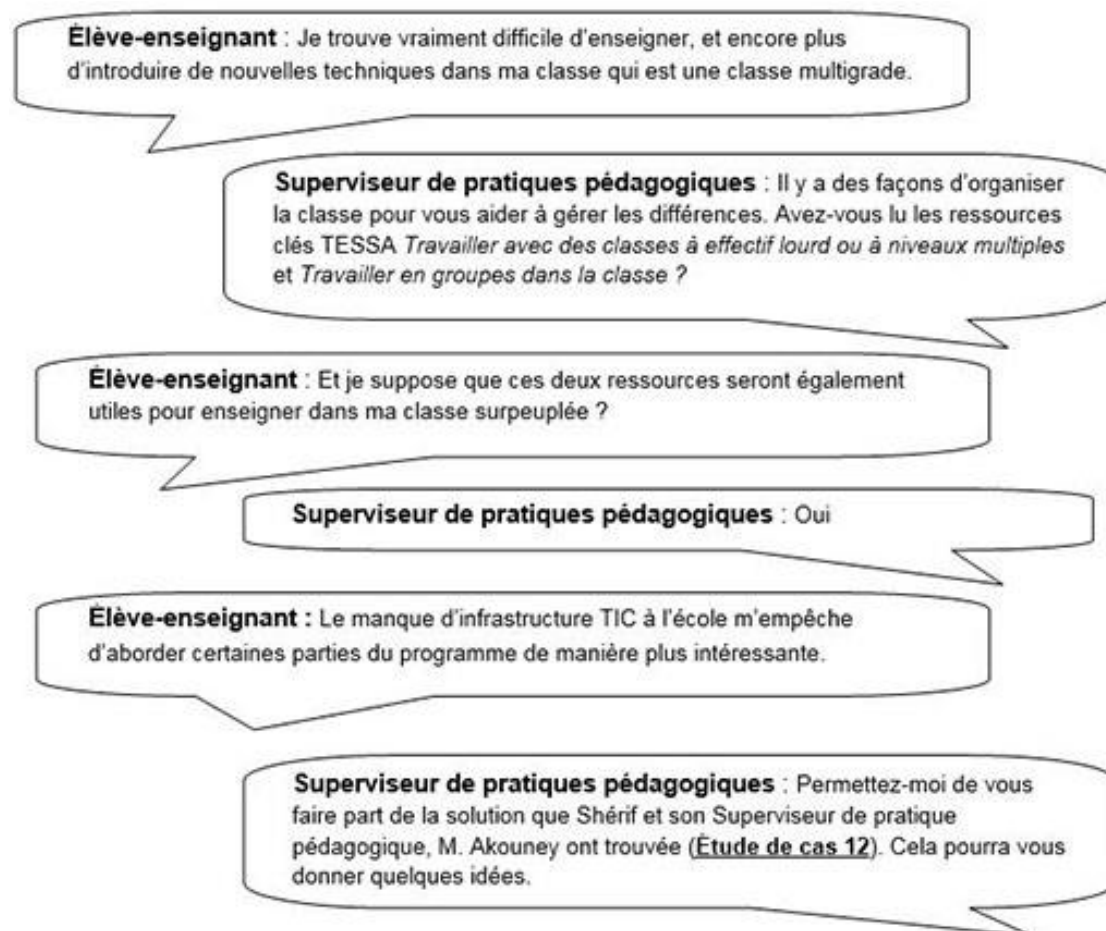 Élève-enseignant : Je trouve vraiment difficile d'enseigner, et encore plus
d'introduire de nouvelles techniques dans ma classe qui est une classe multigrade.
Superviseur de pratiques pédagogiques : Il y a des façons d'organiser
la classe pour vous aider à gérer les différences. Avez-vous lu les ressources
clés TESSA Travailler avec des classes à effectif lourd ou à niveaux multiples
et Travailler en groupes dans la classe ?
Élève-enseignant : Et je suppose que ces deux ressources seront également
utiles pour enseigner dans ma classe surpeuplée ?
Superviseur de pratiques pédagogiques : Oui
Élève-enseignant : Le manque d'infrastructure TIC à l'école m'empêche
d'aborder certaines parties du programme de manière plus intéressante.
Superviseur de pratiques pédagogiques : Permettez-moi de vous
faire part de la solution que Shérif et son Superviseur de pratique
pédagogique, M. Akouney ont trouvée (Étude de cas 12). Cela pourra vous
donner quelques idées.